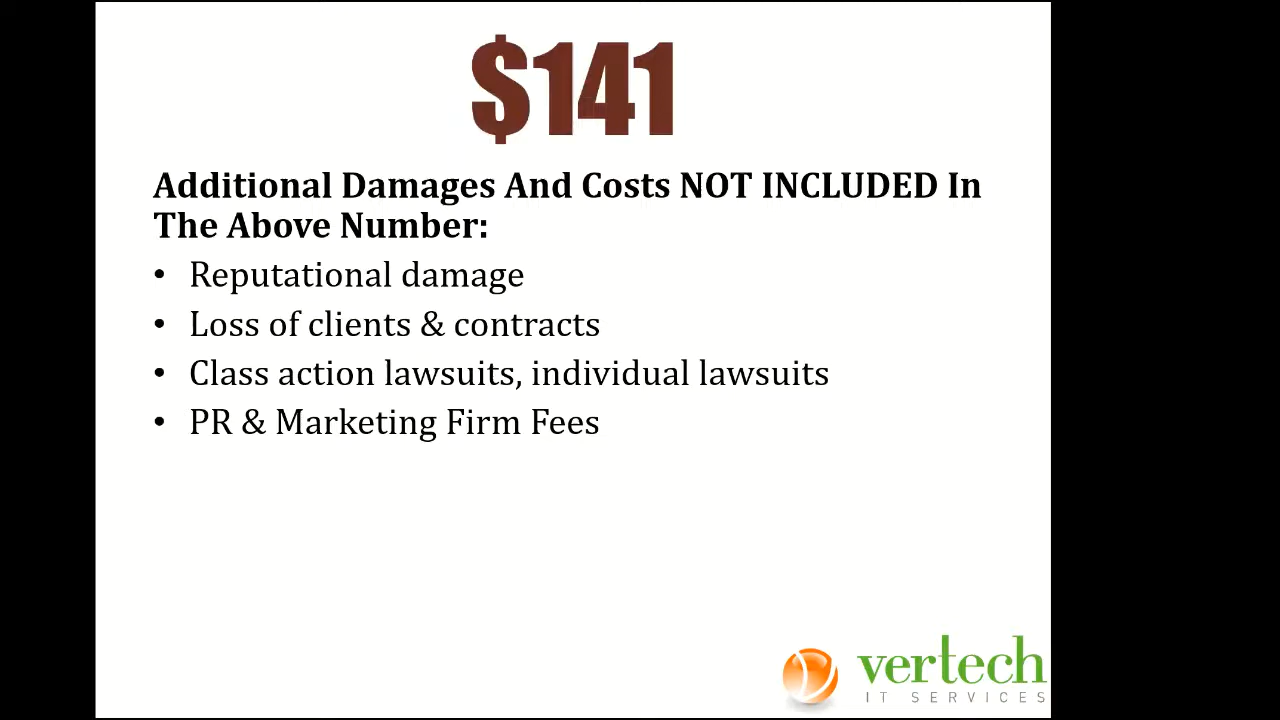 $141
Additional Damages And Costs NOT INCLUDED In
The Above Number:
• Reputational damage
• Loss of clients & contracts
• Class action lawsuits, individual lawsuits
• PR & Marketing Firm Fees
vertech
IT SERVICES